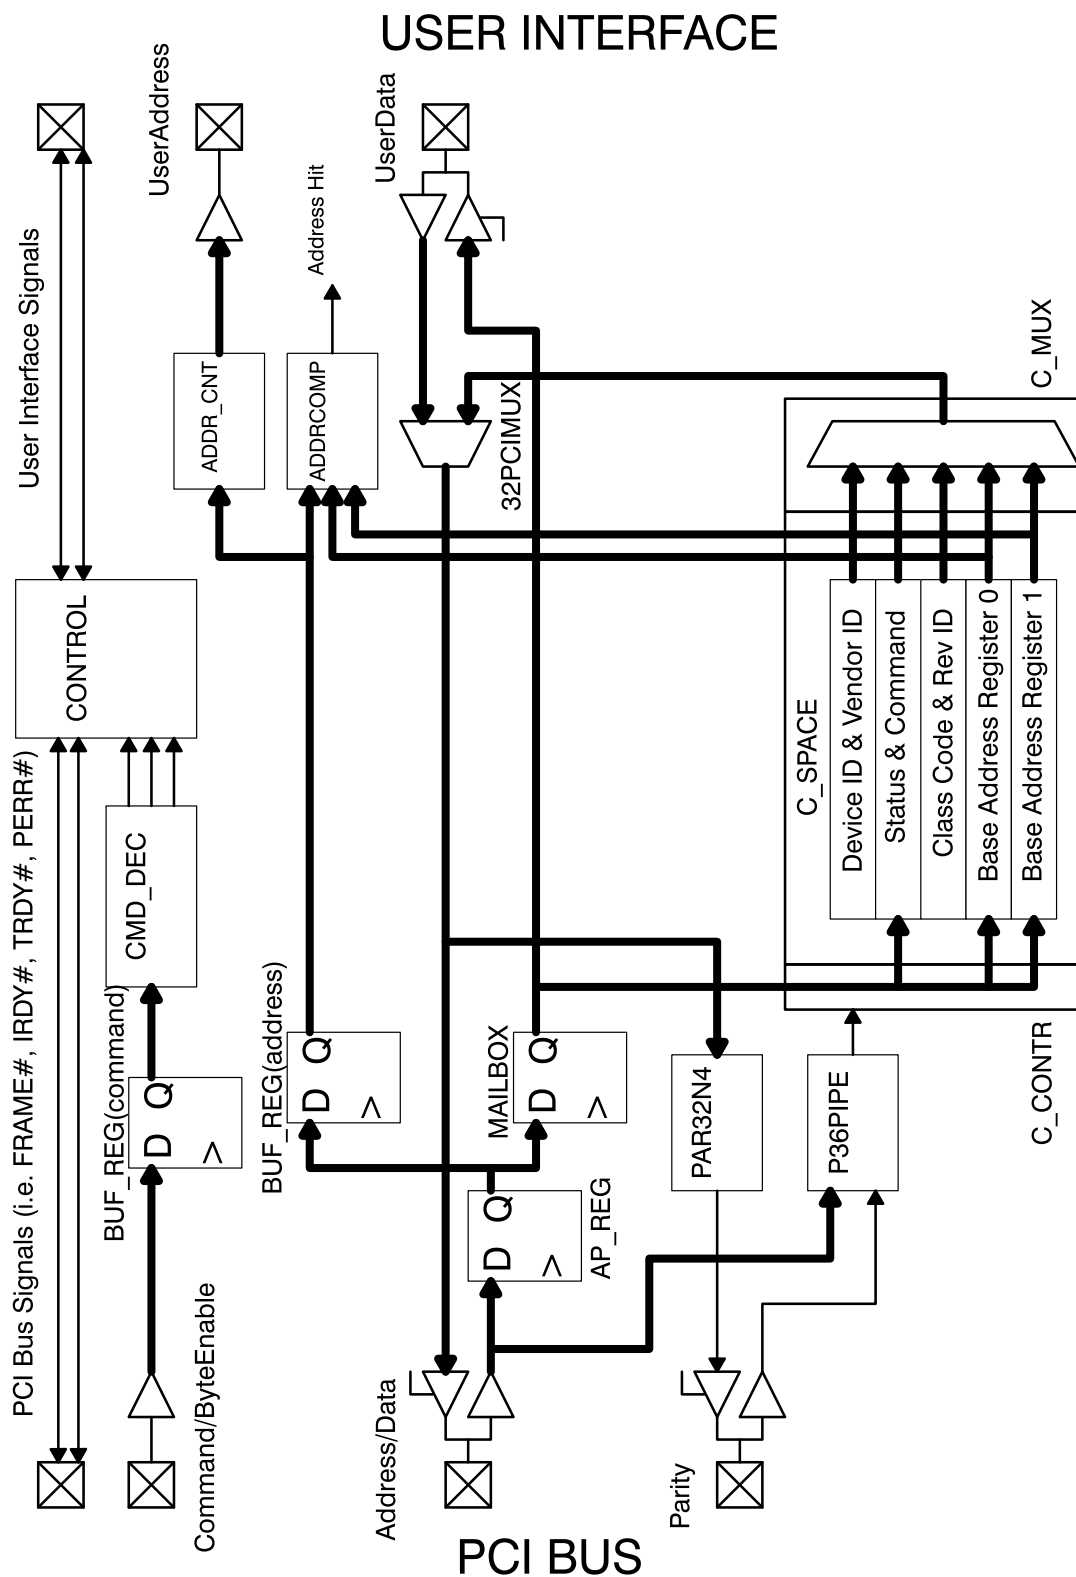 USER INTERFACE
UserAddress
UserData
Address Hit
User Interface Signals
ADDR_CNT
ADDRCOMP
32PCIMUX
C_MUX
CONTROL
PCI Bus Signals (i.e. FRAME#, IRDY#, TRDY#, PERR#)
CMD_DEC
C_SPACE
Device ID & Vendor ID
Status & Command
Class Code & Rev ID
Base Address Register 0
Base Address Register 1
BUF_REG(command)
D Q
>
BUF_REG(address)
D Q
>
MAILBOX
D Q
>
AP_REG
D Q
>
PAR32N4
P36PIPE
C_CONTR
Command/ByteEnable
Address/Data
Parity
PCI BUS